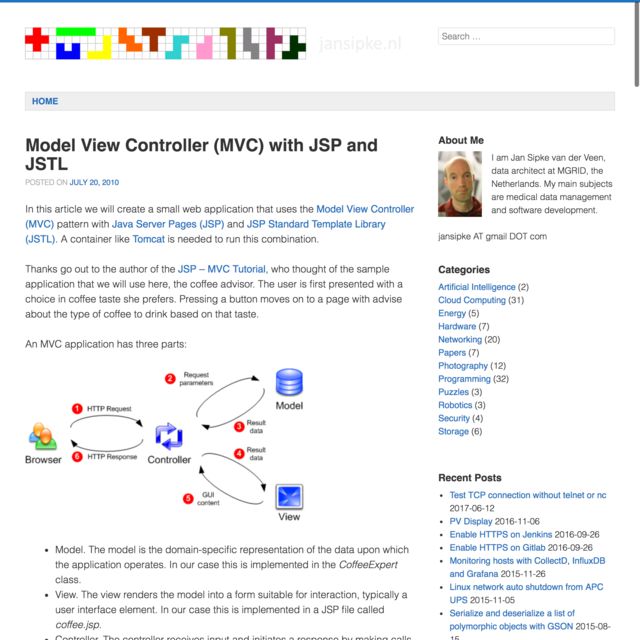 jansipke.nl
Search …
HOME
Model View Controller (MVC) with JSP and
JSTL
POSTED ON JULY 20, 2010
In this article we will create a small web application that uses the Model View Controller
(MVC) pattern with Java Server Pages (JSP) and JSP Standard Template Library
(JSTL). A container like Tomcat is needed to run this combination.
Thanks go out to the author of the JSP – MVC Tutorial, who thought of the sample
application that we will use here, the coffee advisor. The user is first presented with a
choice in coffee taste she prefers. Pressing a button moves on to a page with advise
about the type of coffee to drink based on that taste.
An MVC application has three parts:
2 Request
parameters
Model
1 HTTP Request
3 Result
data
Browser
6 HTTP Response
Controller
4 Result
data
5 GUI
content
View
• Model. The model is the domain-specific representation of the data upon which
the application operates. In our case this is implemented in the CoffeeExpert
class.
• View. The view renders the model into a form suitable for interaction, typically a
user interface element. In our case this is implemented in a JSP file called
coffee.jsp.
• Controller. The controller receives input and initiates a response by making calls
About Me
I am Jan Sipke van der Veen,
data architect at MGRID, the
Netherlands. My main subjects
are medical data management
and software development.
jansipke AT gmail DOT com
Categories
Artificial Intelligence (2)
Cloud Computing (31)
Energy (5)
Hardware (7)
Networking (20)
Papers (7)
Photography (12)
Programming (32)
Puzzles (3)
Robotics (3)
Security (4)
Storage (6)
Recent Posts
• Test TCP connection without telnet or nc
2017-06-12
• PV Display 2016-11-06
• Enable HTTPS on Jenkins 2016-09-26
• Enable HTTPS on Gitlab 2016-09-26
• Monitoring hosts with CollectD, InfluxDB
and Grafana 2015-11-26
• Linux network auto shutdown from APC
UPS 2015-11-05
• Serialize and deserialize a list of
polymorphic objects with GSON 2015-08-
15